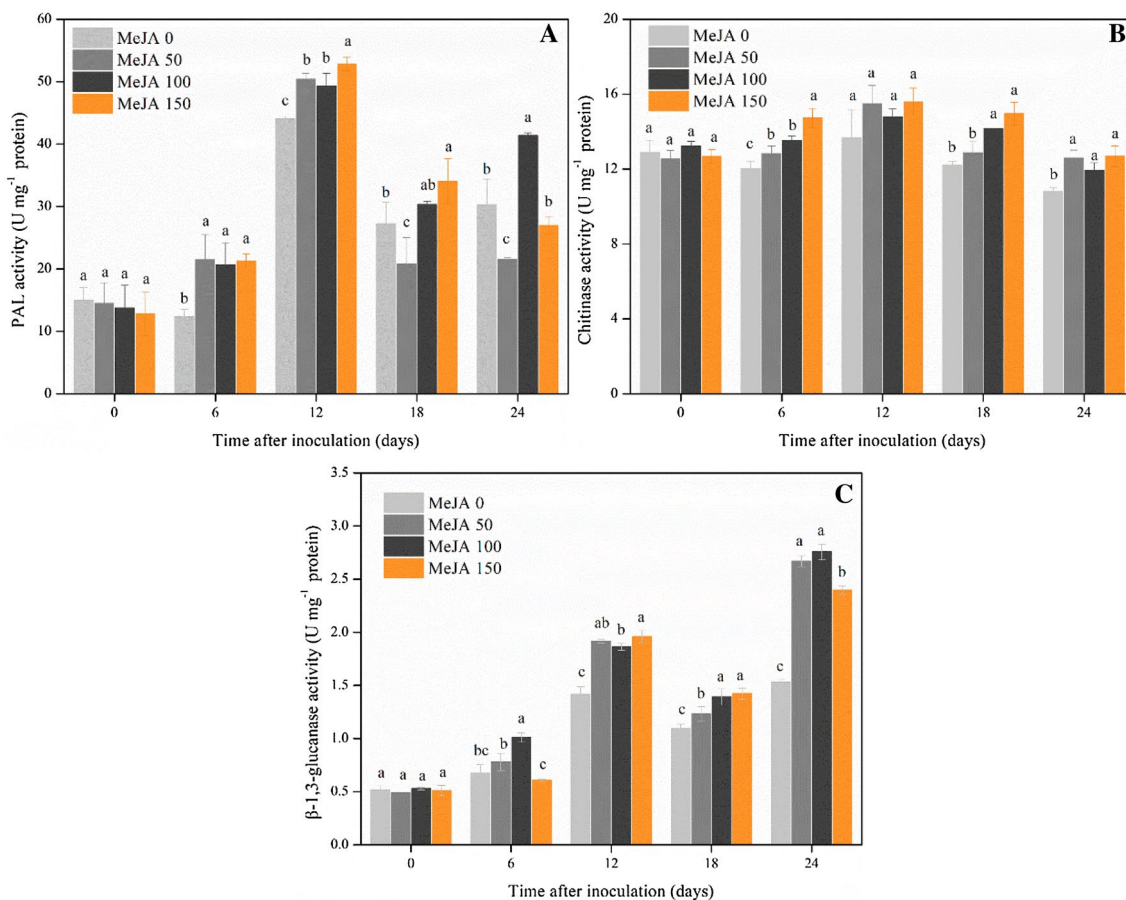 A
MeJA 0
MeJA 50
MeJA 100
MeJA 150
PAL activity (U mg⁻¹ protein)
60
50
40
30
20
10
0
a a a a
b a a a
c b b a
b c ab a
b c a b
0 6 12 18 24
Time after inoculation (days)
B
MeJA 0
MeJA 50
MeJA 100
MeJA 150
Chitinase activity (U mg⁻¹ protein)
20
16
12
8
4
0
a a a a
c b b a
a a a a
b b a a
b a a a
0 6 12 18 24
Time after inoculation (days)
C
MeJA 0
MeJA 50
MeJA 100
MeJA 150
β-1,3-glucanase activity (U mg⁻¹ protein)
3.5
3.0
2.5
2.0
1.5
1.0
0.5
0.0
a a a a
bc b a c
c ab b a
c b a a
c a a b
0 6 12 18 24
Time after inoculation (days)